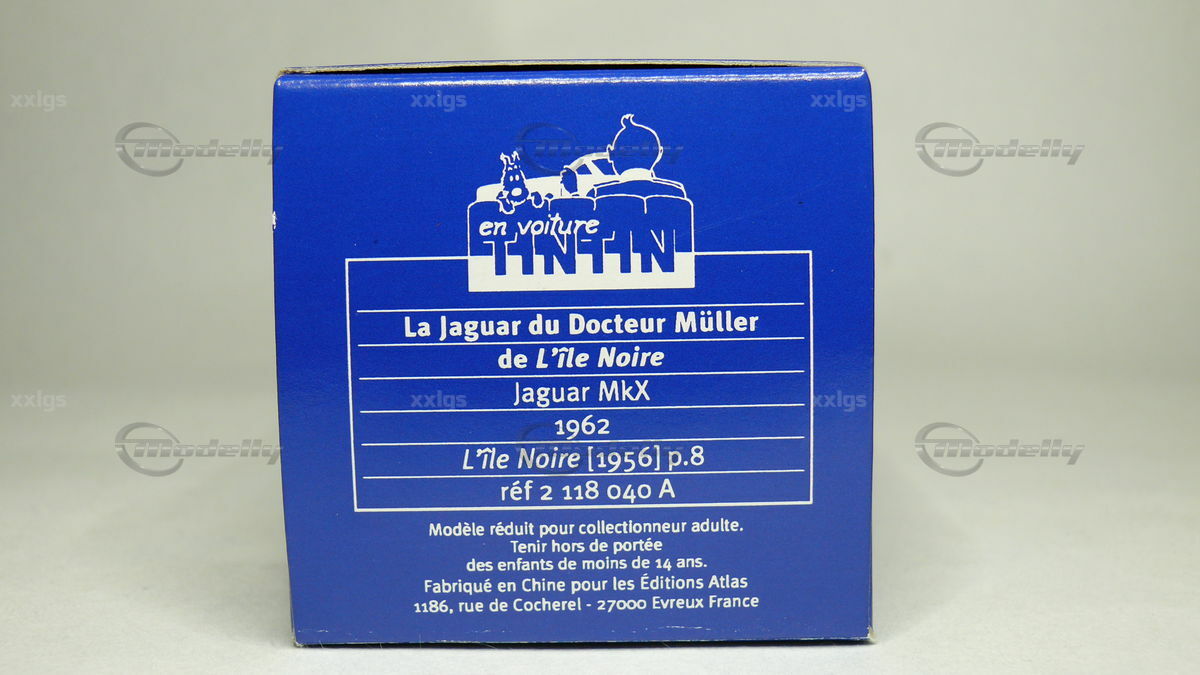 xxlgs xxlgs xxlgs
Modelly Modelly Modelly
en voiture
TINTIN
La Jaguar du Docteur Müller
de L'île Noire
Jaguar MkX
xxlgs xxlgs xxlgs
1962
Modelly Modelly Modelly
L'île Noire [1956] p.8
réf 2 118 040 A
Modèle réduit pour collectionneur adulte.
Tenir hors de portée
des enfants de moins de 14 ans.
Fabriqué en Chine pour les Éditions Atlas
1186, rue de Cocherel - 27000 Evreux France